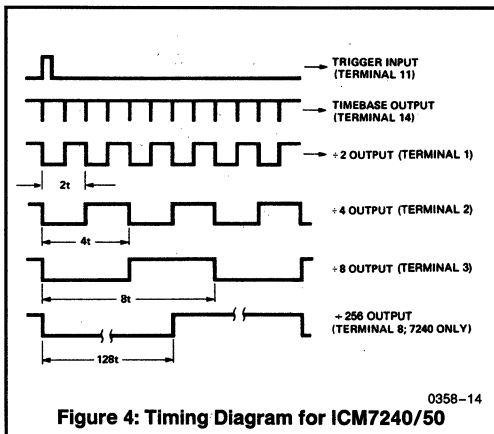 TRIGGER INPUT
(TERMINAL 11)
TIMEBASE OUTPUT
(TERMINAL 14)
÷2 OUTPUT (TERMINAL 1)
2t
÷4 OUTPUT (TERMINAL 2)
4t
÷8 OUTPUT (TERMINAL 3)
8t
÷256 OUTPUT
(TERMINAL 8; 7240 ONLY)
128t
0358–14
Figure 4: Timing Diagram for ICM7240/50